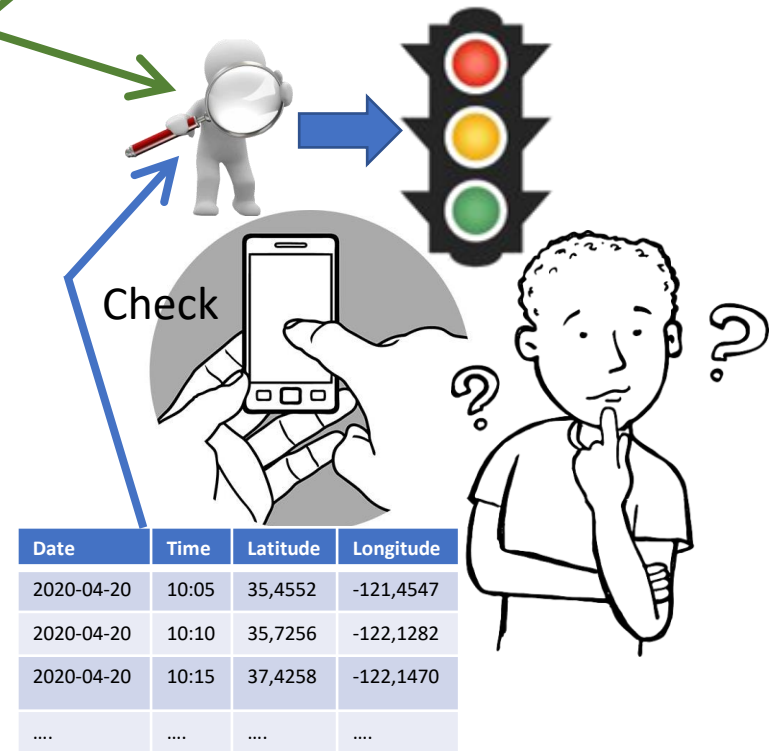 Check
Date Time Latitude Longitude
2020-04-20 10:05 35,4552 -121,4547
2020-04-20 10:10 35,7256 -122,1282
2020-04-20 10:15 37,4258 -122,1470
.... .... .... ....